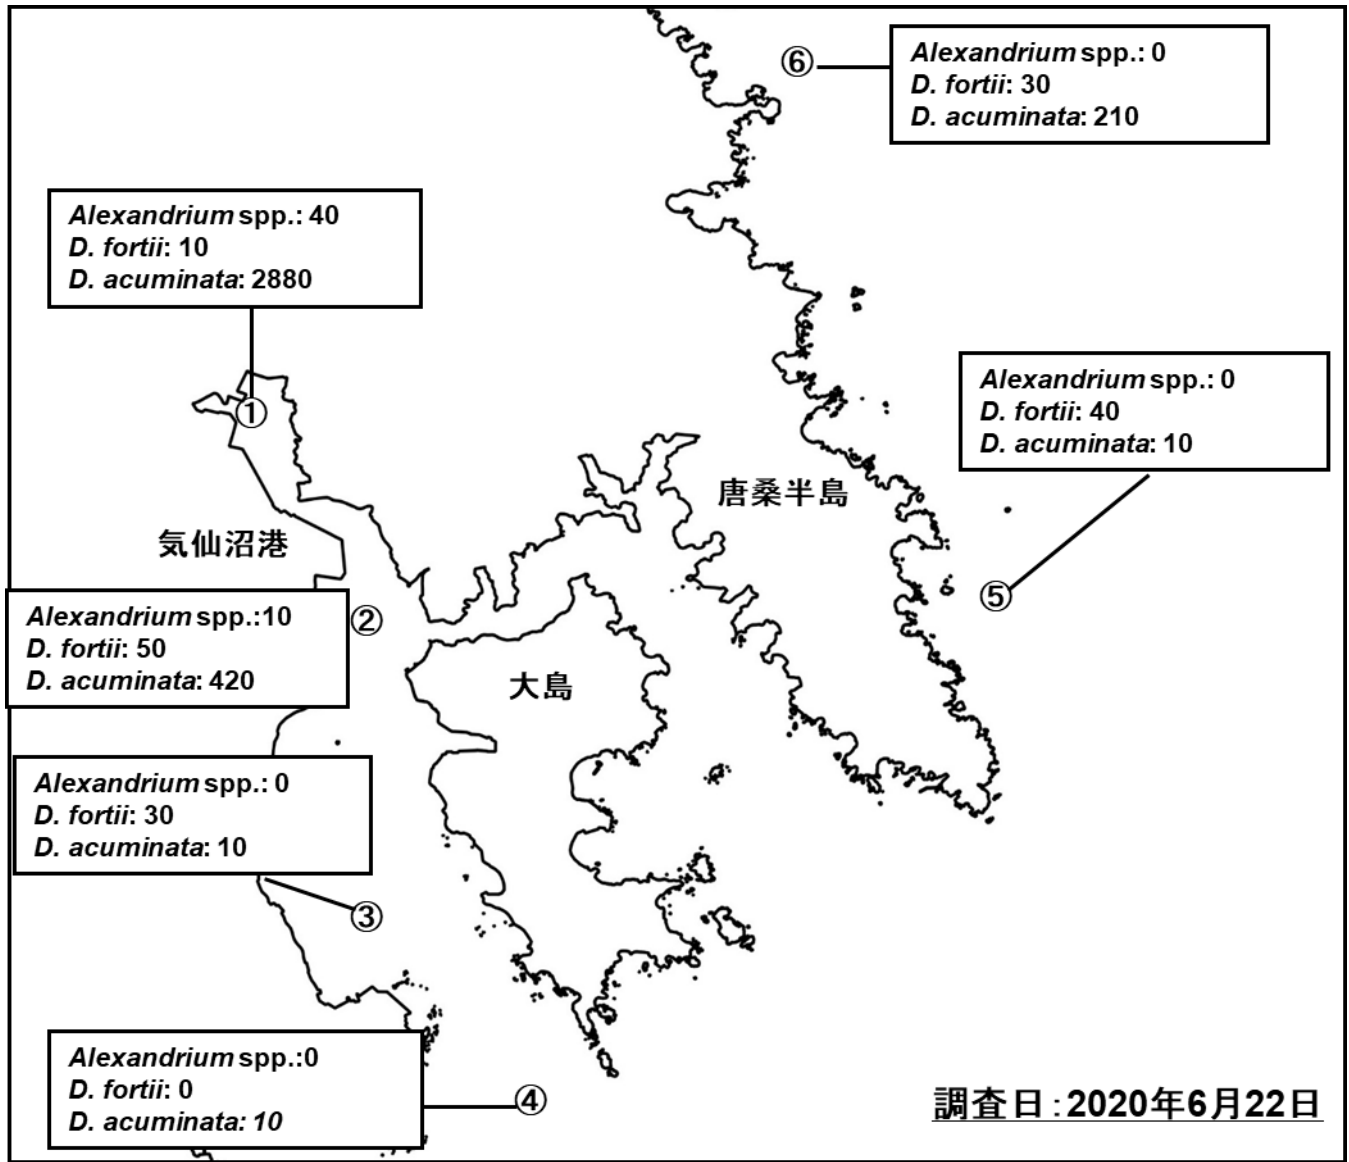 ⑥
Alexandrium spp.: 0
D. fortii: 30
D. acuminata: 210
Alexandrium spp.: 40
D. fortii: 10
D. acuminata: 2880
①
Alexandrium spp.: 0
D. fortii: 40
D. acuminata: 10
唐桑半島
気仙沼港
⑤
Alexandrium spp.:10
D. fortii: 50
D. acuminata: 420
②
大島
Alexandrium spp.: 0
D. fortii: 30
D. acuminata: 10
③
Alexandrium spp.:0
D. fortii: 0
D. acuminata: 10
④
調査日:2020年6月22日